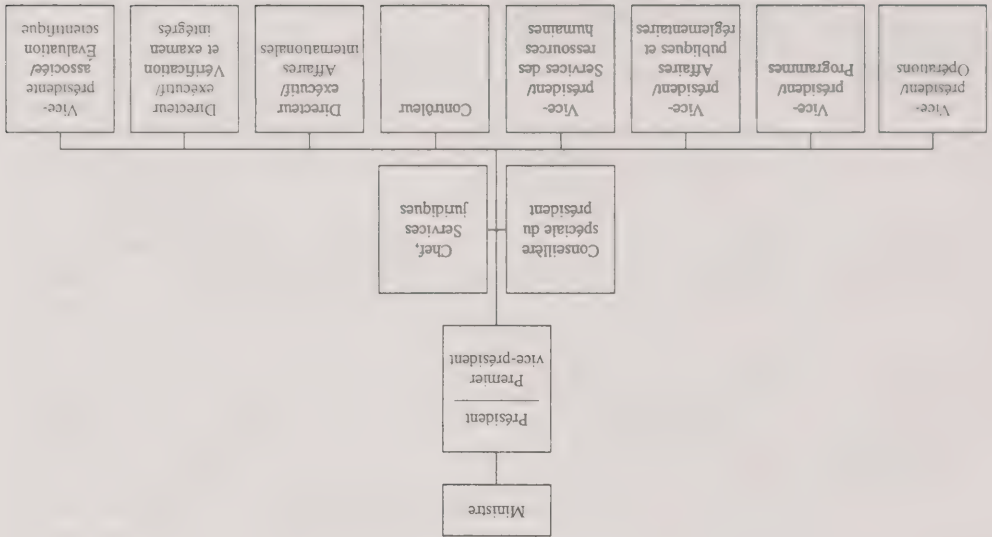 Ministre
Président
Premier
vice-président
Conseillère
spéciale du
président
Chef,
Services
juridiques
Vice-
président/
Opérations
Vice-
président/
Programmes
Vice-
président/
Affaires
publiques et
réglementaires
Vice-
président/
Services des
ressources
humaines
Contrôleur
Directeur
exécutif/
Affaires
internationales
Directeur
exécutif/
Vérification
et examen
intégrés
Vice-
présidente
associée/
Évaluation
scientifique